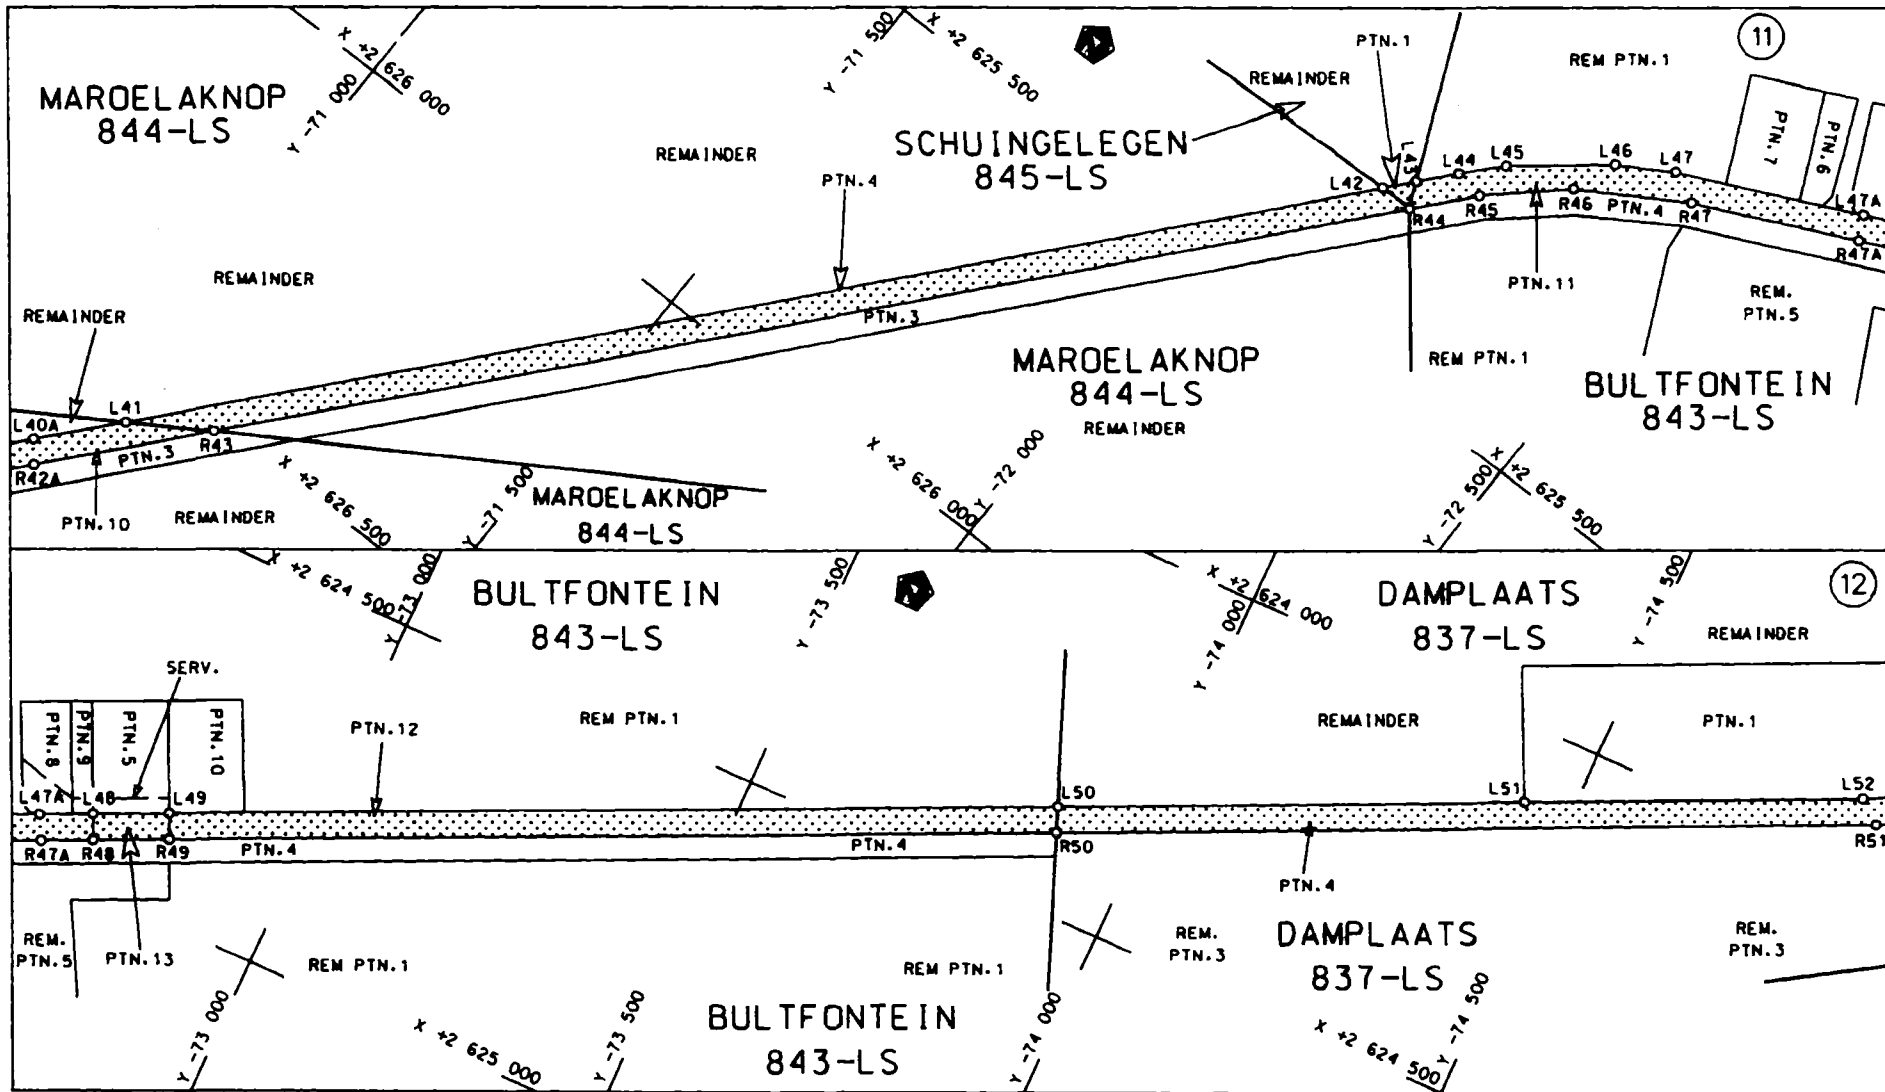 11
X +2 626 000
Y -71 000
Y -71 500
X +2 625 500
PTN.1
REM PTN.1
MAROELAKNOP
844-LS
REMAINDER
REMAINDER
SCHUINGELEGEN
845-LS
PTN.4
PTN.7
PTN.6
L42
L43
L44
L45
L46
L47
L47A
R44
R45
R46
PTN.4
R47
R47A
REMAINDER
PTN.11
REM.
PTN.5
REMAINDER
PTN.3
MAROELAKNOP
844-LS
REMAINDER
REM PTN.1
BULTFONTEIN
843-LS
L40A
L41
R43
R42A
PTN.3
PTN.10
REMAINDER
X +2 626 500
Y -71 500
MAROELAKNOP
844-LS
X +2 626 000
Y -72 000
Y -72 500
X +2 625 500
12
X +2 624 500
Y -73 000
BULTFONTEIN
843-LS
Y -73 500
X +2 624 000
Y -74 000
DAMPLAATS
837-LS
Y -74 500
REMAINDER
SERV.
PTN.8
PTN.9
PTN.5
PTN.10
PTN.12
REM PTN.1
REMAINDER
PTN.1
L47A
L48
L49
L50
L51
L52
R47A
R48
R49
PTN.4
PTN.4
R50
R51
PTN.4
REM.
PTN.5
PTN.13
REM PTN.1
REM PTN.1
REM.
PTN.3
DAMPLAATS
837-LS
REM.
PTN.3
Y -73 000
X +2 625 000
Y -73 500
BULTFONTEIN
843-LS
Y -74 000
X +2 624 500
Y -74 500